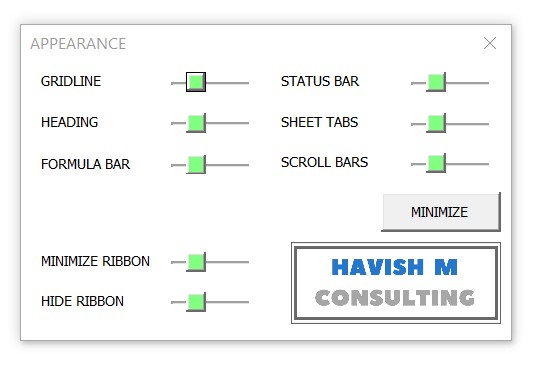 APPEARANCE
GRIDLINE
HEADING
FORMULA BAR
STATUS BAR
SHEET TABS
SCROLL BARS
MINIMIZE
MINIMIZE RIBBON
HIDE RIBBON
HAVISH M
CONSULTING